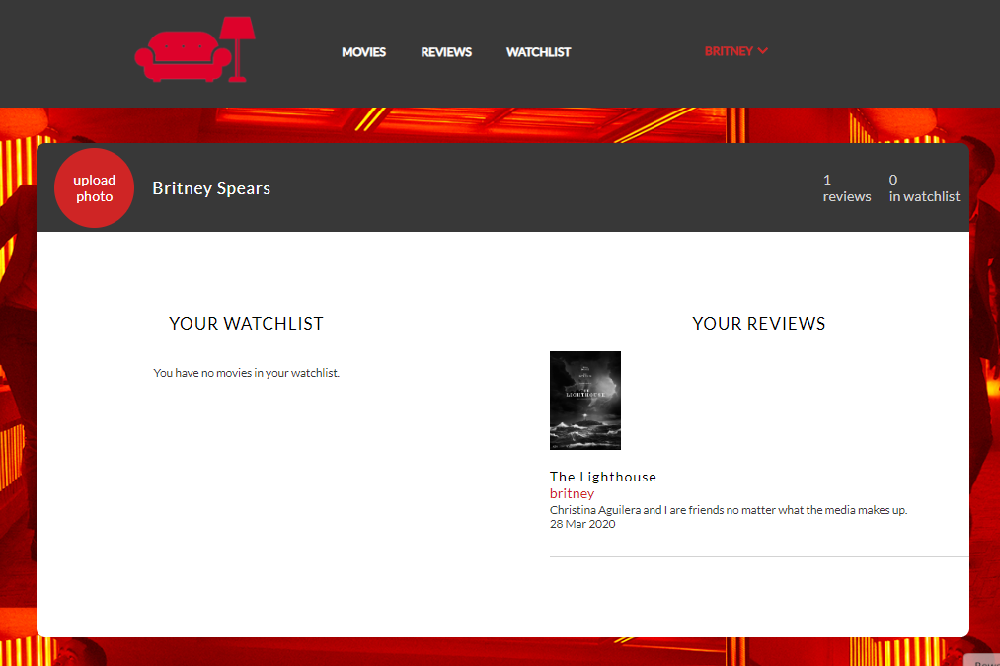 MOVIES REVIEWS WATCHLIST BRITNEY
upload
photo
Britney Spears
1
reviews
0
in watchlist
YOUR WATCHLIST
You have no movies in your watchlist.
YOUR REVIEWS
THE
LIGHTHOUSE
The Lighthouse
britney
Christina Aguilera and I are friends no matter what the media makes up.
28 Mar 2020